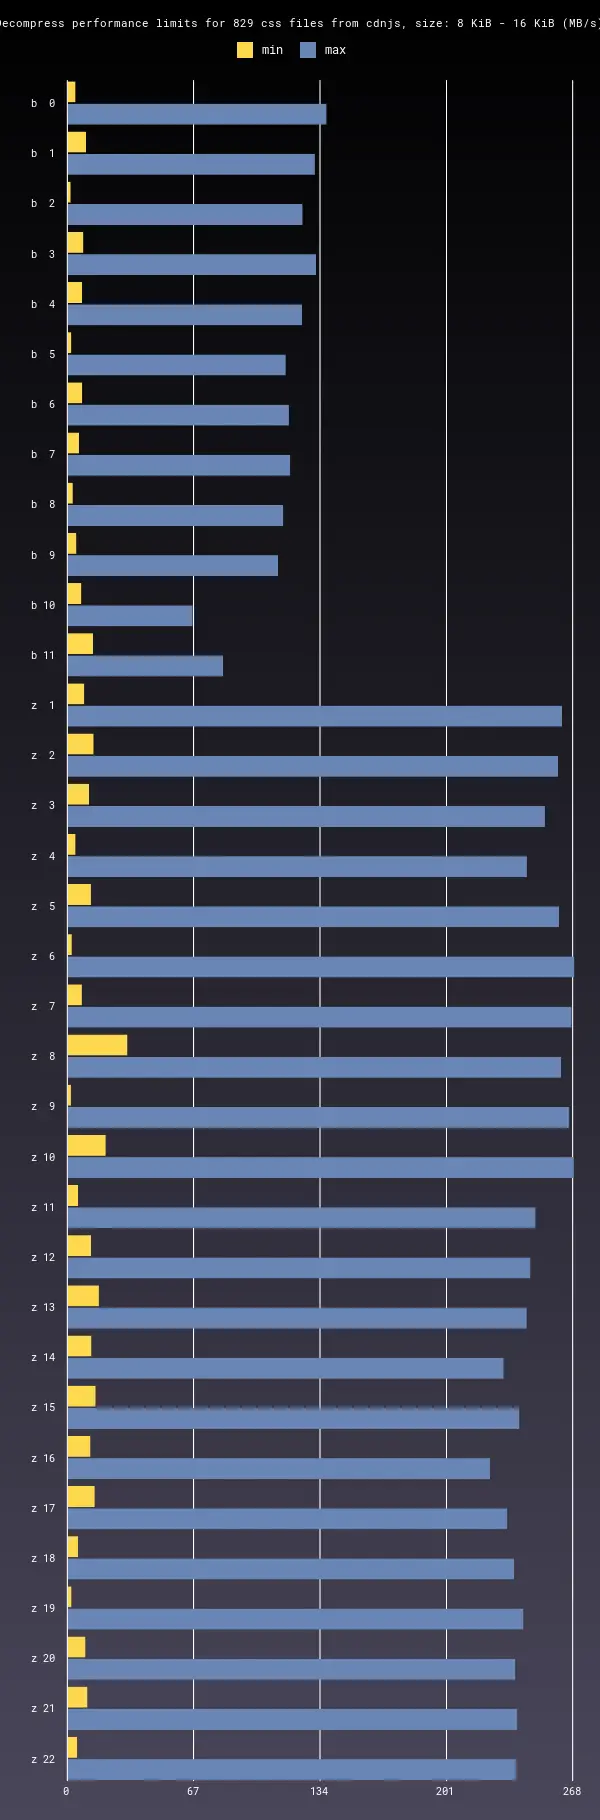 Decompress performance limits for 829 css files from cdnjs, size: 8 KiB - 16 KiB (MB/s)
min max
b 0
b 1
b 2
b 3
b 4
b 5
b 6
b 7
b 8
b 9
b 10
b 11
z 1
z 2
z 3
z 4
z 5
z 6
z 7
z 8
z 9
z 10
z 11
z 12
z 13
z 14
z 15
z 16
z 17
z 18
z 19
z 20
z 21
z 22
0 67 134 201 268